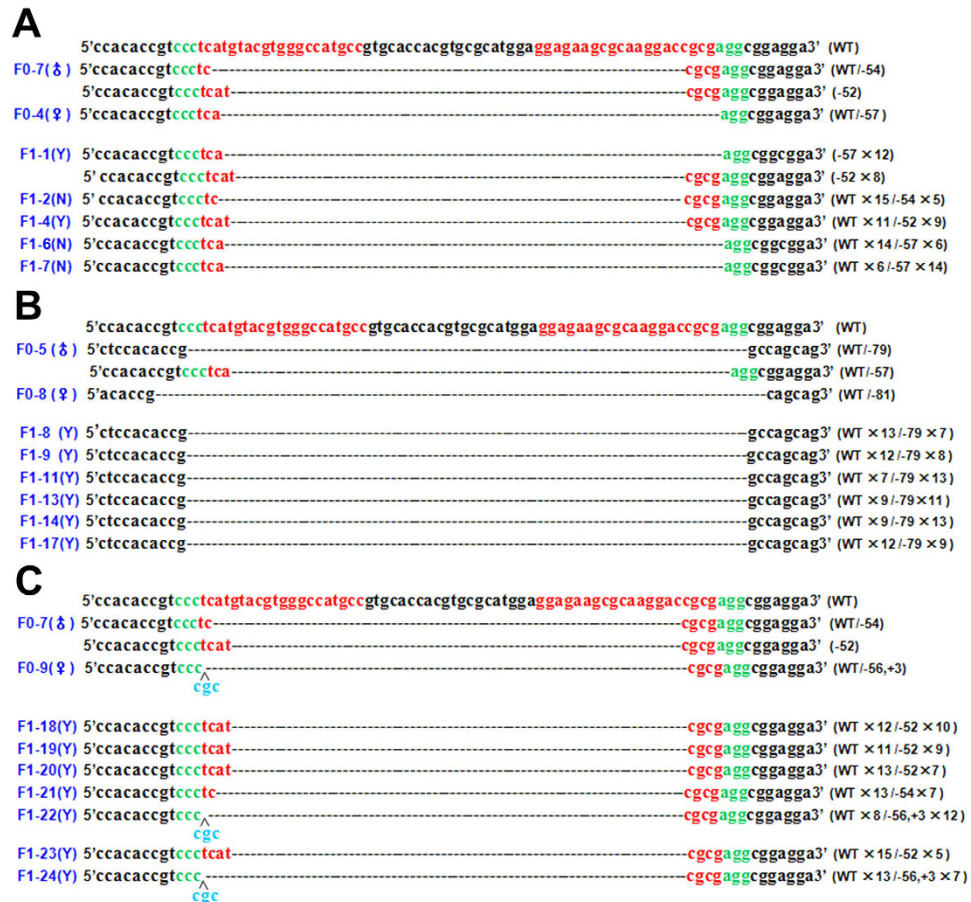 A
5’ccacaccgtccctcatgtacgtgggccatgccgtgcaccacgtgcgcatggaggagaagcgcaaggaccgcgaggcggagga3’ (WT)
F0-7(♂) 5’ccacaccgtccctc------------------------------------------------------cgcgaggcggagga3’ (WT/-54)
5’ccacaccgtccctcat----------------------------------------------------cgcgaggcggagga3’ (-52)
F0-4(♀) 5’ccacaccgtccctca---------------------------------------------------------aggcggagga3’ (WT/-57)
F1-1(Y) 5’ccacaccgtccctca---------------------------------------------------------aggcggcgga3’ (-57 ×12)
5’ccacaccgtccctcat----------------------------------------------------cgcgaggcggagga3’ (-52 ×8)
F1-2(N) 5’ccacaccgtccctc------------------------------------------------------cgcgaggcggagga3’ (WT ×15/-54 ×5)
F1-4(Y) 5’ccacaccgtccctcat----------------------------------------------------cgcgaggcggagga3’ (WT ×11/-52 ×9)
F1-6(N) 5’ccacaccgtccctca---------------------------------------------------------aggcggcgga3’ (WT ×14/-57 ×6)
F1-7(N) 5’ccacaccgtccctca---------------------------------------------------------aggcggcgga3’ (WT ×6/-57 ×14)
B
5’ccacaccgtccctcatgtacgtgggccatgccgtgcaccacgtgcgcatggaggagaagcgcaaggaccgcgaggcggagga3’ (WT)
F0-5 (♂) 5’ctccacaccg-------------------------------------------------------------------------------gccagcag3’ (WT/-79)
5’ccacaccgtccctca---------------------------------------------------------aggcggagga3’ (WT/-57)
F0-8 (♀) 5’acaccg---------------------------------------------------------------------------------cagcag3’ (WT/-81)
F1-8 (Y) 5’ctccacaccg-------------------------------------------------------------------------------gccagcag3’ (WT ×13/-79 ×7)
F1-9 (Y) 5’ctccacaccg-------------------------------------------------------------------------------gccagcag3’ (WT ×12/-79 ×8)
F1-11(Y) 5’ctccacaccg-------------------------------------------------------------------------------gccagcag3’ (WT ×7/-79 ×13)
F1-13(Y) 5’ctccacaccg-------------------------------------------------------------------------------gccagcag3’ (WT ×9/-79 ×11)
F1-14(Y) 5’ctccacaccg-------------------------------------------------------------------------------gccagcag3’ (WT ×9/-79 ×13)
F1-17(Y) 5’ctccacaccg-------------------------------------------------------------------------------gccagcag3’ (WT ×12/-79 ×9)
C
5’ccacaccgtccctcatgtacgtgggccatgccgtgcaccacgtgcgcatggaggagaagcgcaaggaccgcgaggcggagga3’ (WT)
F0-7(♂) 5’ccacaccgtccctc------------------------------------------------------cgcgaggcggagga3’ (WT/-54)
5’ccacaccgtccctcat----------------------------------------------------cgcgaggcggagga3’ (-52)
F0-9(♀) 5’ccacaccgtccc--------------------------------------------------------cgcgaggcggagga3’ (WT/-56,+3)
^
cgc
F1-18(Y) 5’ccacaccgtccctcat----------------------------------------------------cgcgaggcggagga3’ (WT ×12/-52 ×10)
F1-19(Y) 5’ccacaccgtccctcat----------------------------------------------------cgcgaggcggagga3’ (WT ×11/-52 ×9)
F1-20(Y) 5’ccacaccgtccctcat----------------------------------------------------cgcgaggcggagga3’ (WT ×13/-52 ×7)
F1-21(Y) 5’ccacaccgtccctc------------------------------------------------------cgcgaggcggagga3’ (WT ×13/-54 ×7)
F1-22(Y) 5’ccacaccgtccc--------------------------------------------------------cgcgaggcggagga3’ (WT ×8/-56,+3 ×12)
^
cgc
F1-23(Y) 5’ccacaccgtccctcat----------------------------------------------------cgcgaggcggagga3’ (WT ×15/-52 ×5)
F1-24(Y) 5’ccacaccgtccc--------------------------------------------------------cgcgaggcggagga3’ (WT ×13/-56,+3 ×7)
^
cgc